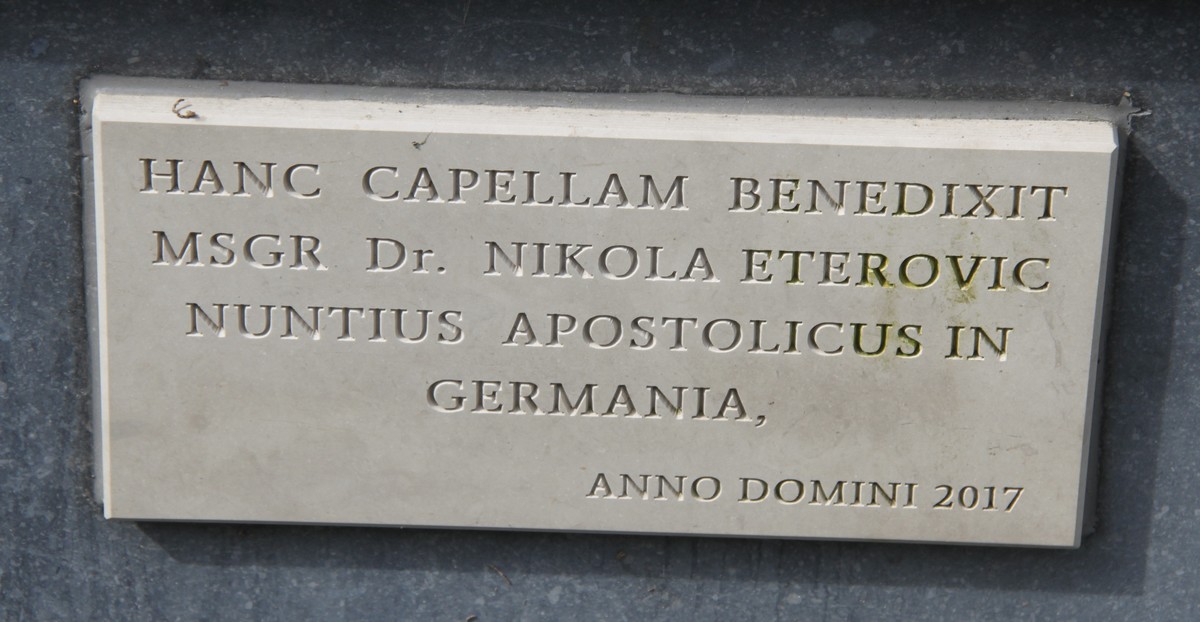 HANC CAPELLAM BENEDIXIT
MSGR Dr. NIKOLA ETEROVIC
NUNTIUS APOSTOLICUS IN
GERMANIA,
ANNO DOMINI 2017